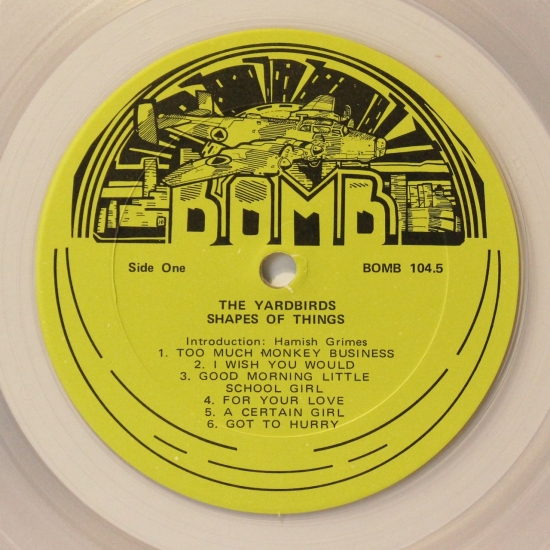 BOMB
Side One
BOMB 104.5
THE YARDBIRDS
SHAPES OF THINGS
Introduction: Hamish Grimes
1. TOO MUCH MONKEY BUSINESS
2. I WISH YOU WOULD
3. GOOD MORNING LITTLE
SCHOOL GIRL
4. FOR YOUR LOVE
5. A CERTAIN GIRL
6. GOT TO HURRY